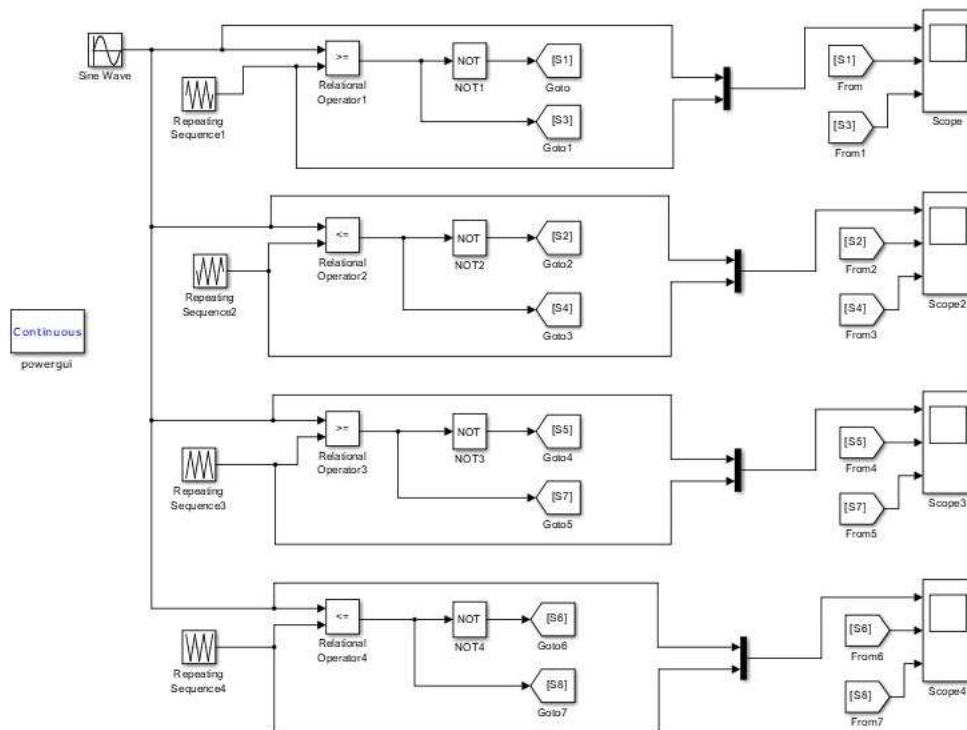 Sine Wave
>=
Relational
Operator1
NOT
NOT1
[S1]
Goto
[S3]
Goto1
Repeating
Sequence1
[S1]
From
[S3]
From1
Scope
<=
Relational
Operator2
NOT
NOT2
[S2]
Goto2
[S4]
Goto3
Repeating
Sequence2
[S2]
From2
[S4]
From3
Scope2
Continuous
powergui
>=
Relational
Operator3
NOT
NOT3
[S5]
Goto4
[S7]
Goto5
Repeating
Sequence3
[S5]
From4
[S7]
From5
Scope3
<=
Relational
Operator4
NOT
NOT4
[S6]
Goto6
[S8]
Goto7
Repeating
Sequence4
[S6]
From6
[S8]
From7
Scope4